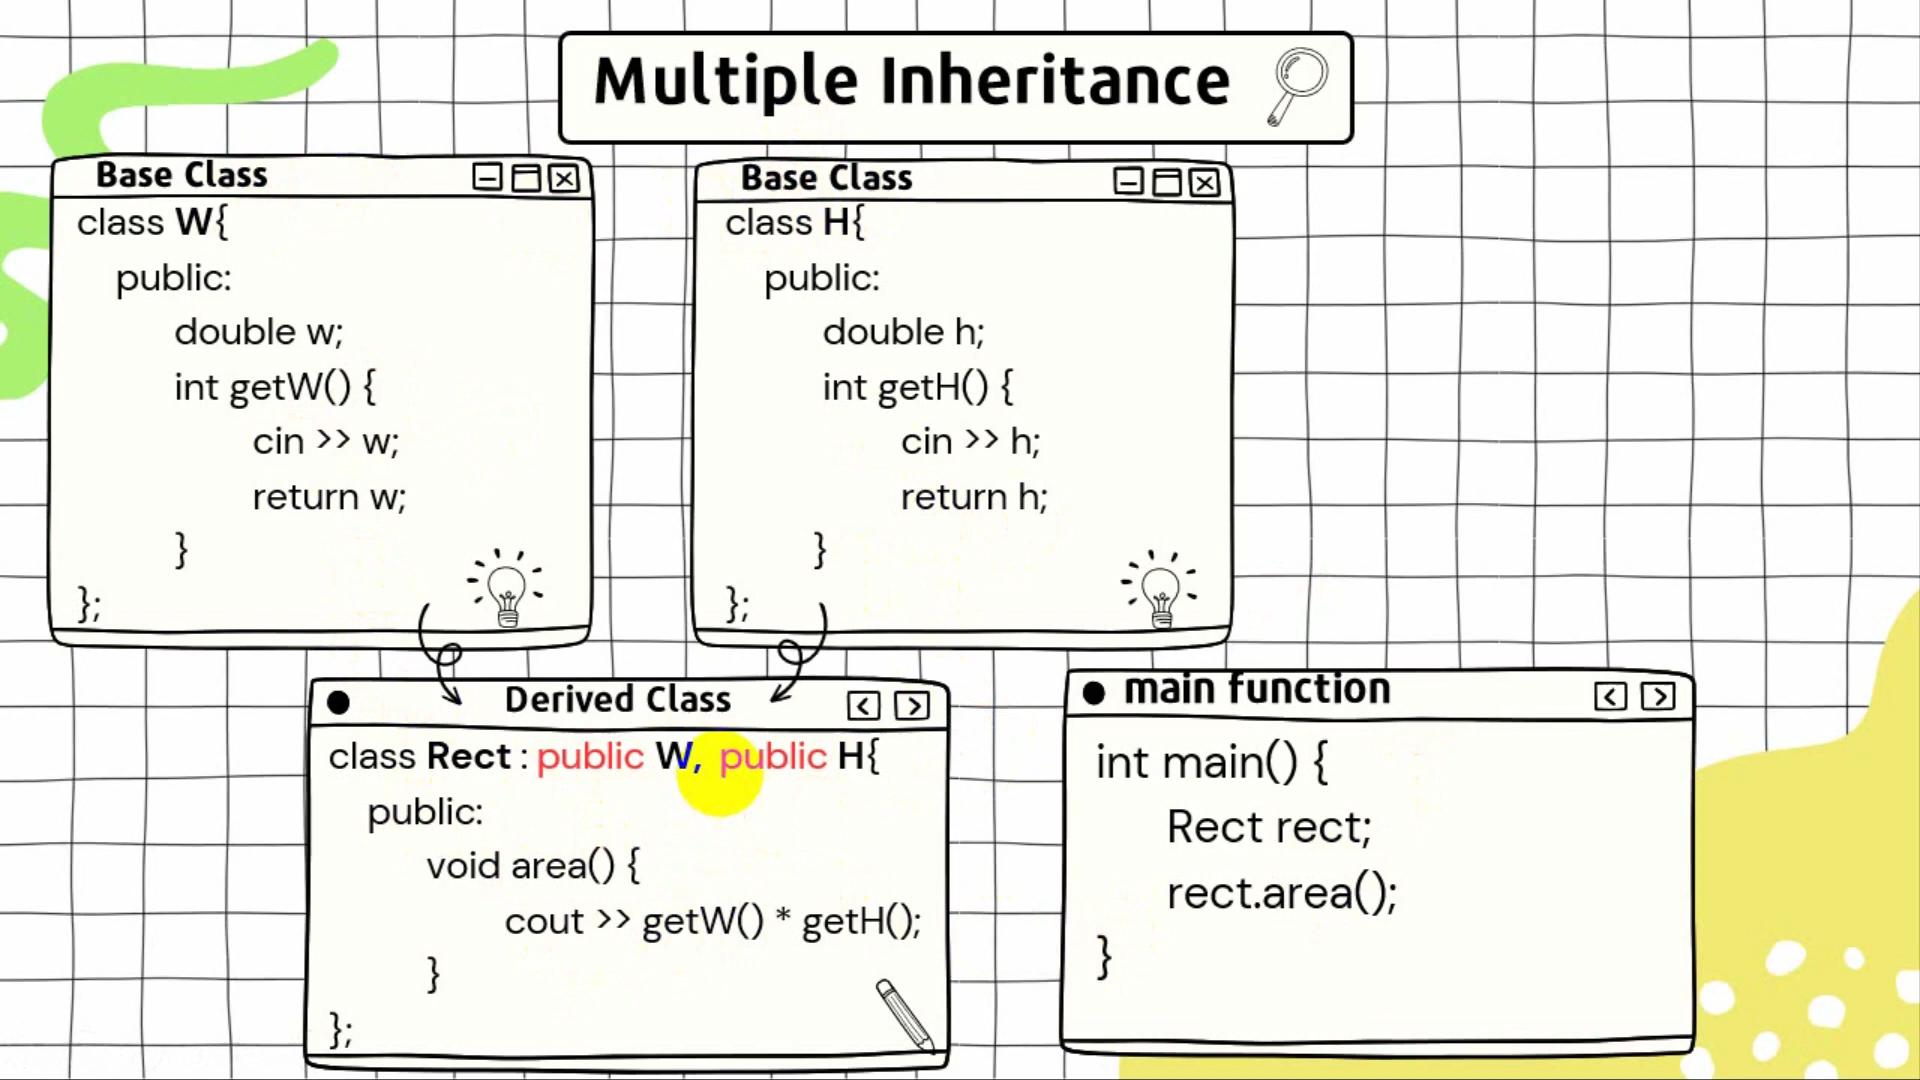 Multiple Inheritance
Base Class
class W{
public:
double w;
int getW() {
cin >> w;
return w;
}
};
Base Class
class H{
public:
double h;
int getH() {
cin >> h;
return h;
}
};
Derived Class
class Rect : public W, public H{
public:
void area() {
cout >> getW() * getH();
}
};
main function
int main() {
Rect rect;
rect.area();
}